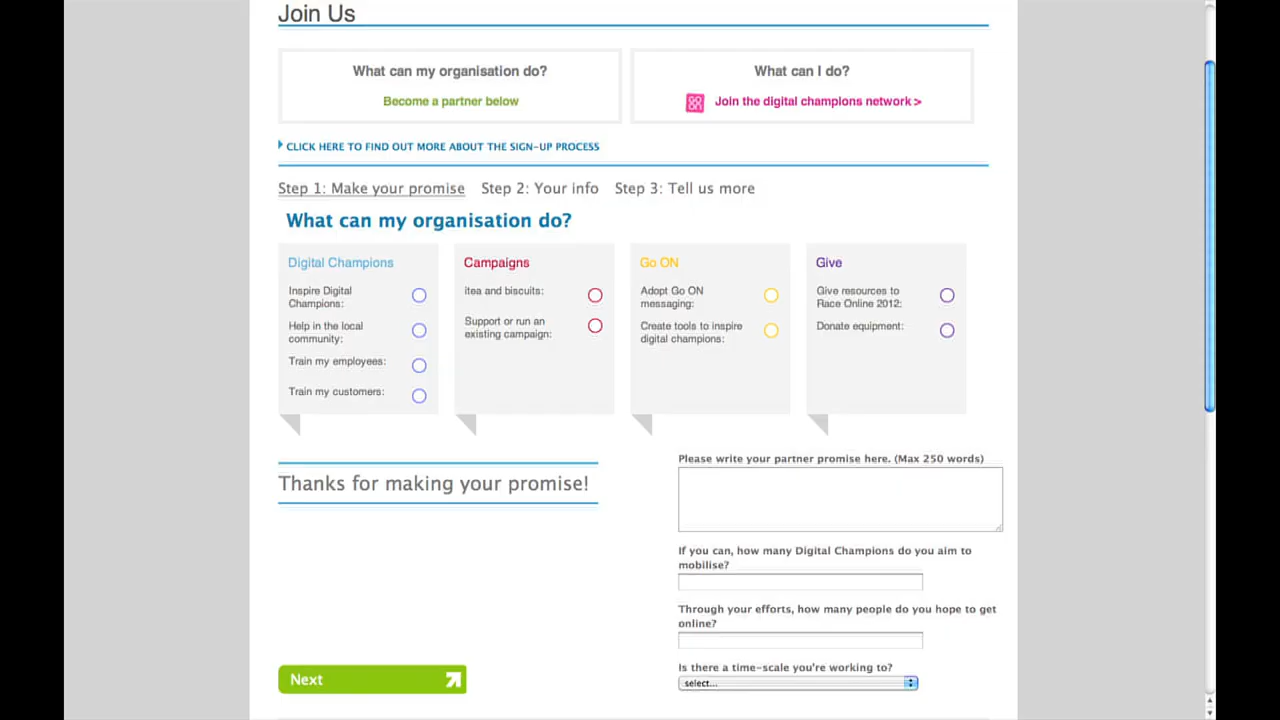 Join Us
What can my organisation do?
Become a partner below
What can I do?
GO ON
Join the digital champions network >
CLICK HERE TO FIND OUT MORE ABOUT THE SIGN-UP PROCESS
Step 1: Make your promise Step 2: Your info Step 3: Tell us more
What can my organisation do?
Digital Champions
Inspire Digital
Champions:
Help in the local
community:
Train my employees:
Train my customers:
Campaigns
itea and biscuits:
Support or run an
existing campaign:
Go ON
Adopt Go ON
messaging:
Create tools to inspire
digital champions:
Give
Give resources to
Race Online 2012:
Donate equipment:
Thanks for making your promise!
Please write your partner promise here. (Max 250 words)
If you can, how many Digital Champions do you aim to
mobilise?
Through your efforts, how many people do you hope to get
online?
Is there a time-scale you're working to?
select...
Next